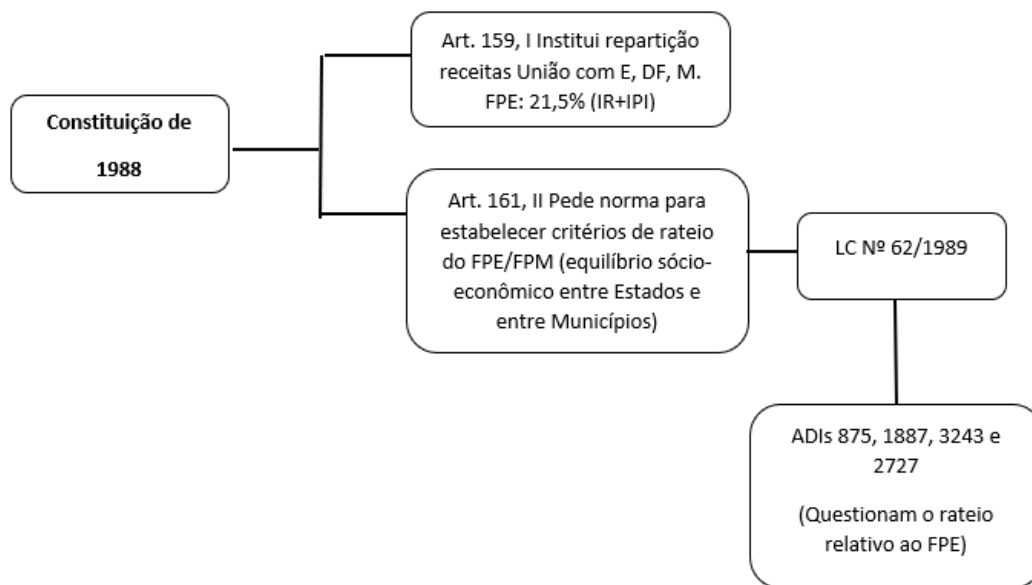 Art. 159, I Institui repartição
receitas União com E, DF, M.
FPE: 21,5% (IR+IPI)
Constituição de
1988
Art. 161, II Pede norma para
estabelecer critérios de rateio
do FPE/FPM (equilíbrio sócio-
econômico entre Estados e
entre Municípios)
LC Nº 62/1989
ADIs 875, 1887, 3243 e
2727
(Questionam o rateio
relativo ao FPE)